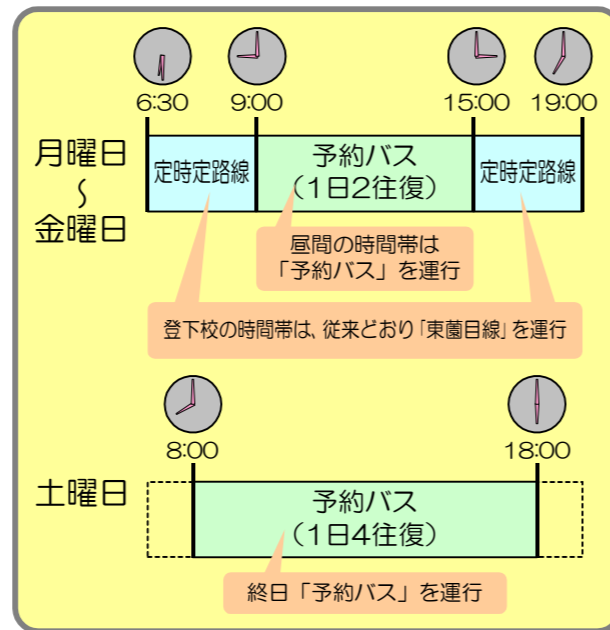 6:30
9:00
15:00
19:00
月曜日
〜
金曜日
定時定路線
予約バス
（1日2往復）
定時定路線
昼間の時間帯は
「予約バス」を運行
登下校の時間帯は、従来どおり「東薗目線」を運行
8:00
18:00
土曜日
予約バス
（1日4往復）
終日「予約バス」を運行